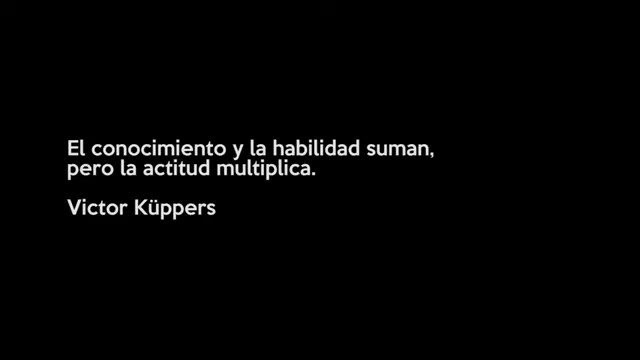 El conocimiento y la habilidad suman,
pero la actitud multiplica.
Victor Küppers